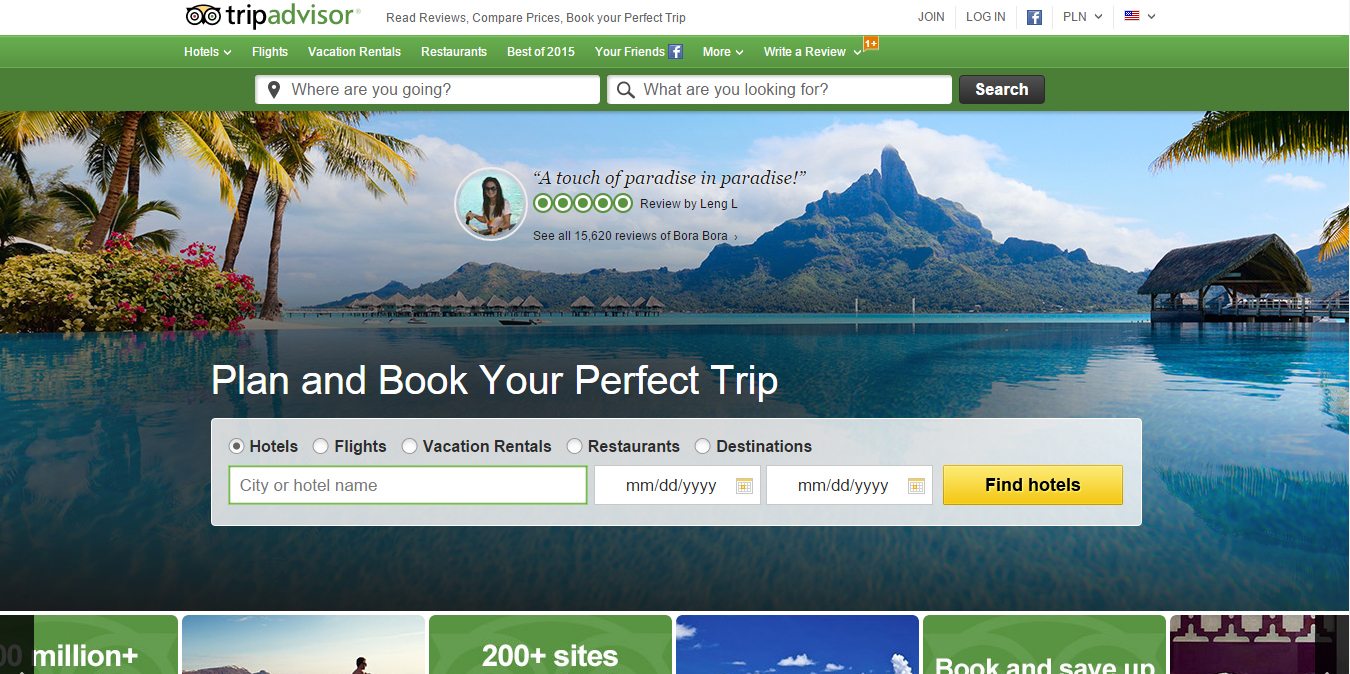 tripadvisor® Read Reviews, Compare Prices, Book your Perfect Trip JOIN LOG IN f PLN
Hotels Flights Vacation Rentals Restaurants Best of 2015 Your Friends f More Write a Review 1+
Where are you going? What are you looking for? Search
“A touch of paradise in paradise!”
Review by Leng L
See all 15,620 reviews of Bora Bora ›
Plan and Book Your Perfect Trip
Hotels Flights Vacation Rentals Restaurants Destinations
City or hotel name mm/dd/yyyy mm/dd/yyyy Find hotels
million+ 200+ sites Book and save up